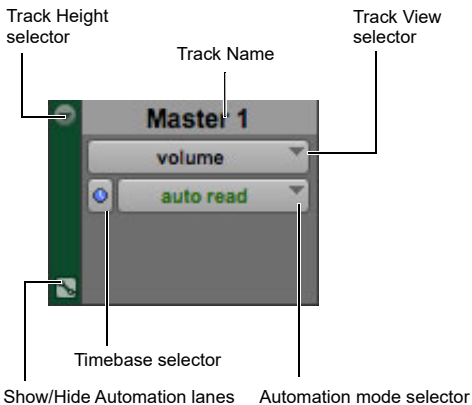 Track Height
selector
Track View
selector
Track Name
Master 1
volume
auto read
Timebase selector
Show/Hide Automation lanes
Automation mode selector